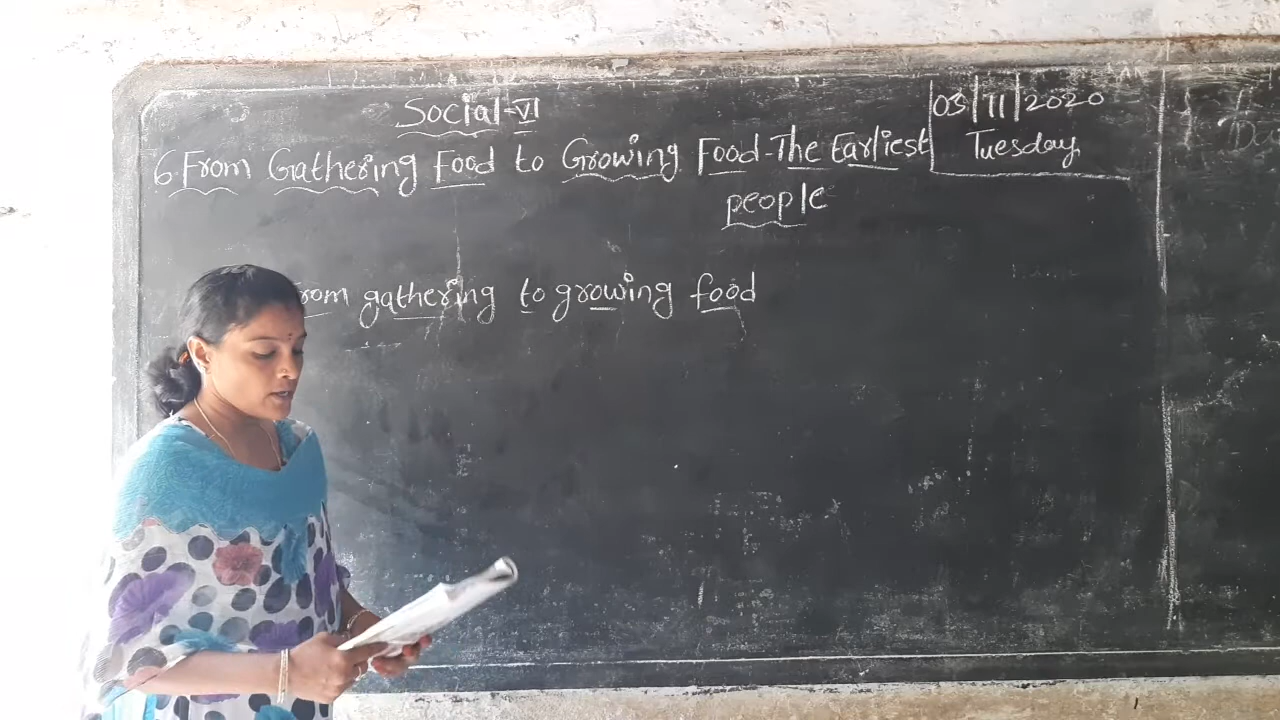 Social-VI
03/11/2020
Tuesday
6. From Gathering Food to Growing Food-The Earliest
people
rom gathering to growing food